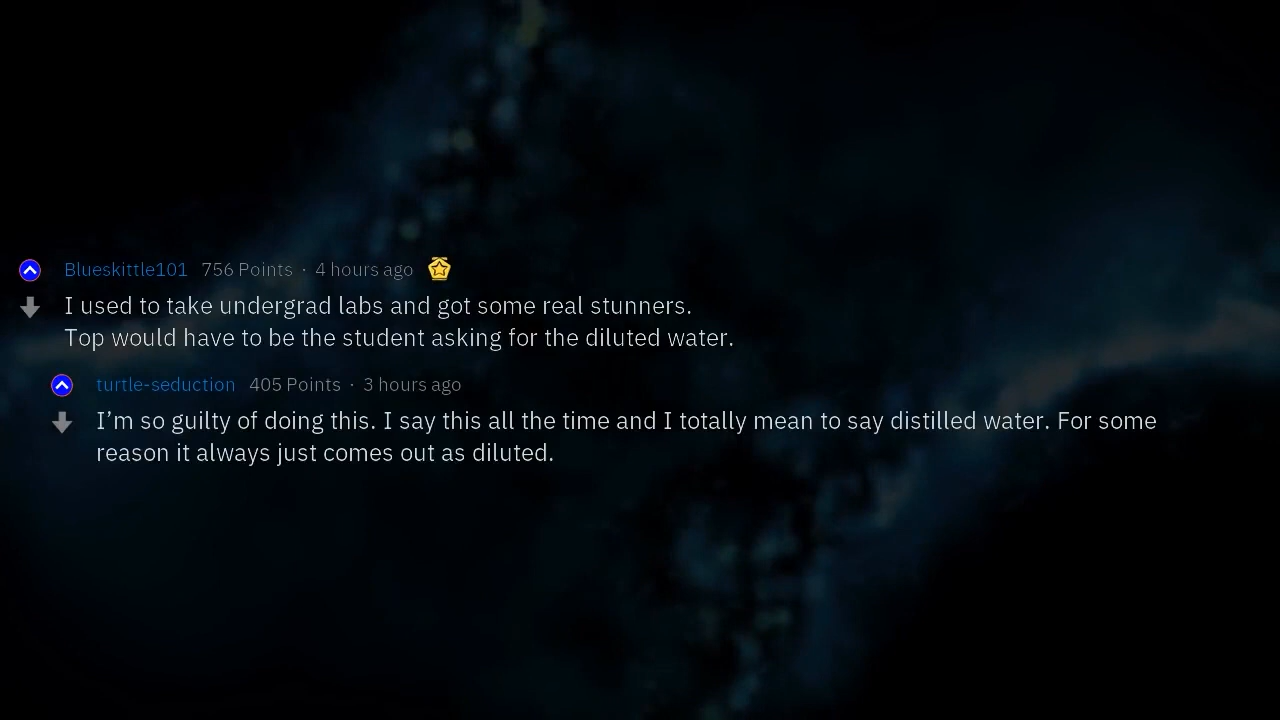 Blueskittle101 756 Points · 4 hours ago
I used to take undergrad labs and got some real stunners.
Top would have to be the student asking for the diluted water.
turtle-seduction 405 Points · 3 hours ago
I’m so guilty of doing this. I say this all the time and I totally mean to say distilled water. For some
reason it always just comes out as diluted.